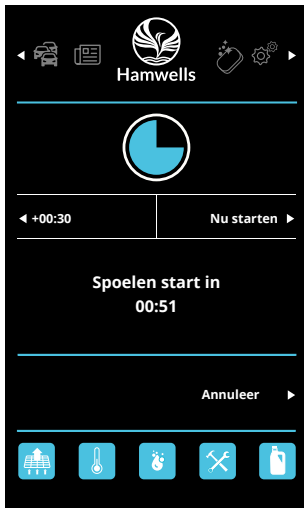 Hamwells
+00:30
Nu starten
Spoelen start in
00:51
Annuleer